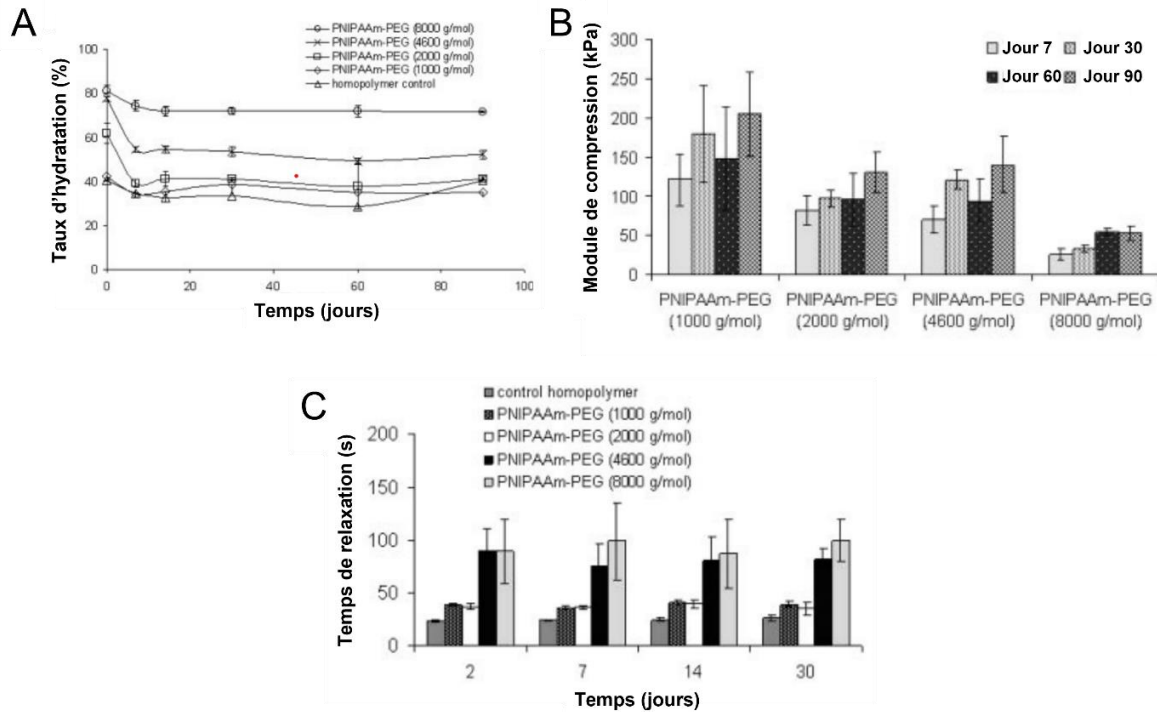 A
PNIPAAm-PEG (8000 g/mol)
PNIPAAm-PEG (4600 g/mol)
PNIPAAm-PEG (2000 g/mol)
PNIPAAm-PEG (1000 g/mol)
homopolymer control
Taux d'hydratation (%)
100
80
60
40
20
0
0 20 40 60 80 100
Temps (jours)
B
Module de compression (kPa)
300
250
200
150
100
50
0
Jour 7 Jour 30
Jour 60 Jour 90
PNIPAAm-PEG PNIPAAm-PEG PNIPAAm-PEG PNIPAAm-PEG
(1000 g/mol) (2000 g/mol) (4600 g/mol) (8000 g/mol)
C
control homopolymer
PNIPAAm-PEG (1000 g/mol)
PNIPAAm-PEG (2000 g/mol)
PNIPAAm-PEG (4600 g/mol)
PNIPAAm-PEG (8000 g/mol)
Temps de relaxation (s)
200
150
100
50
0
2 7 14 30
Temps (jours)